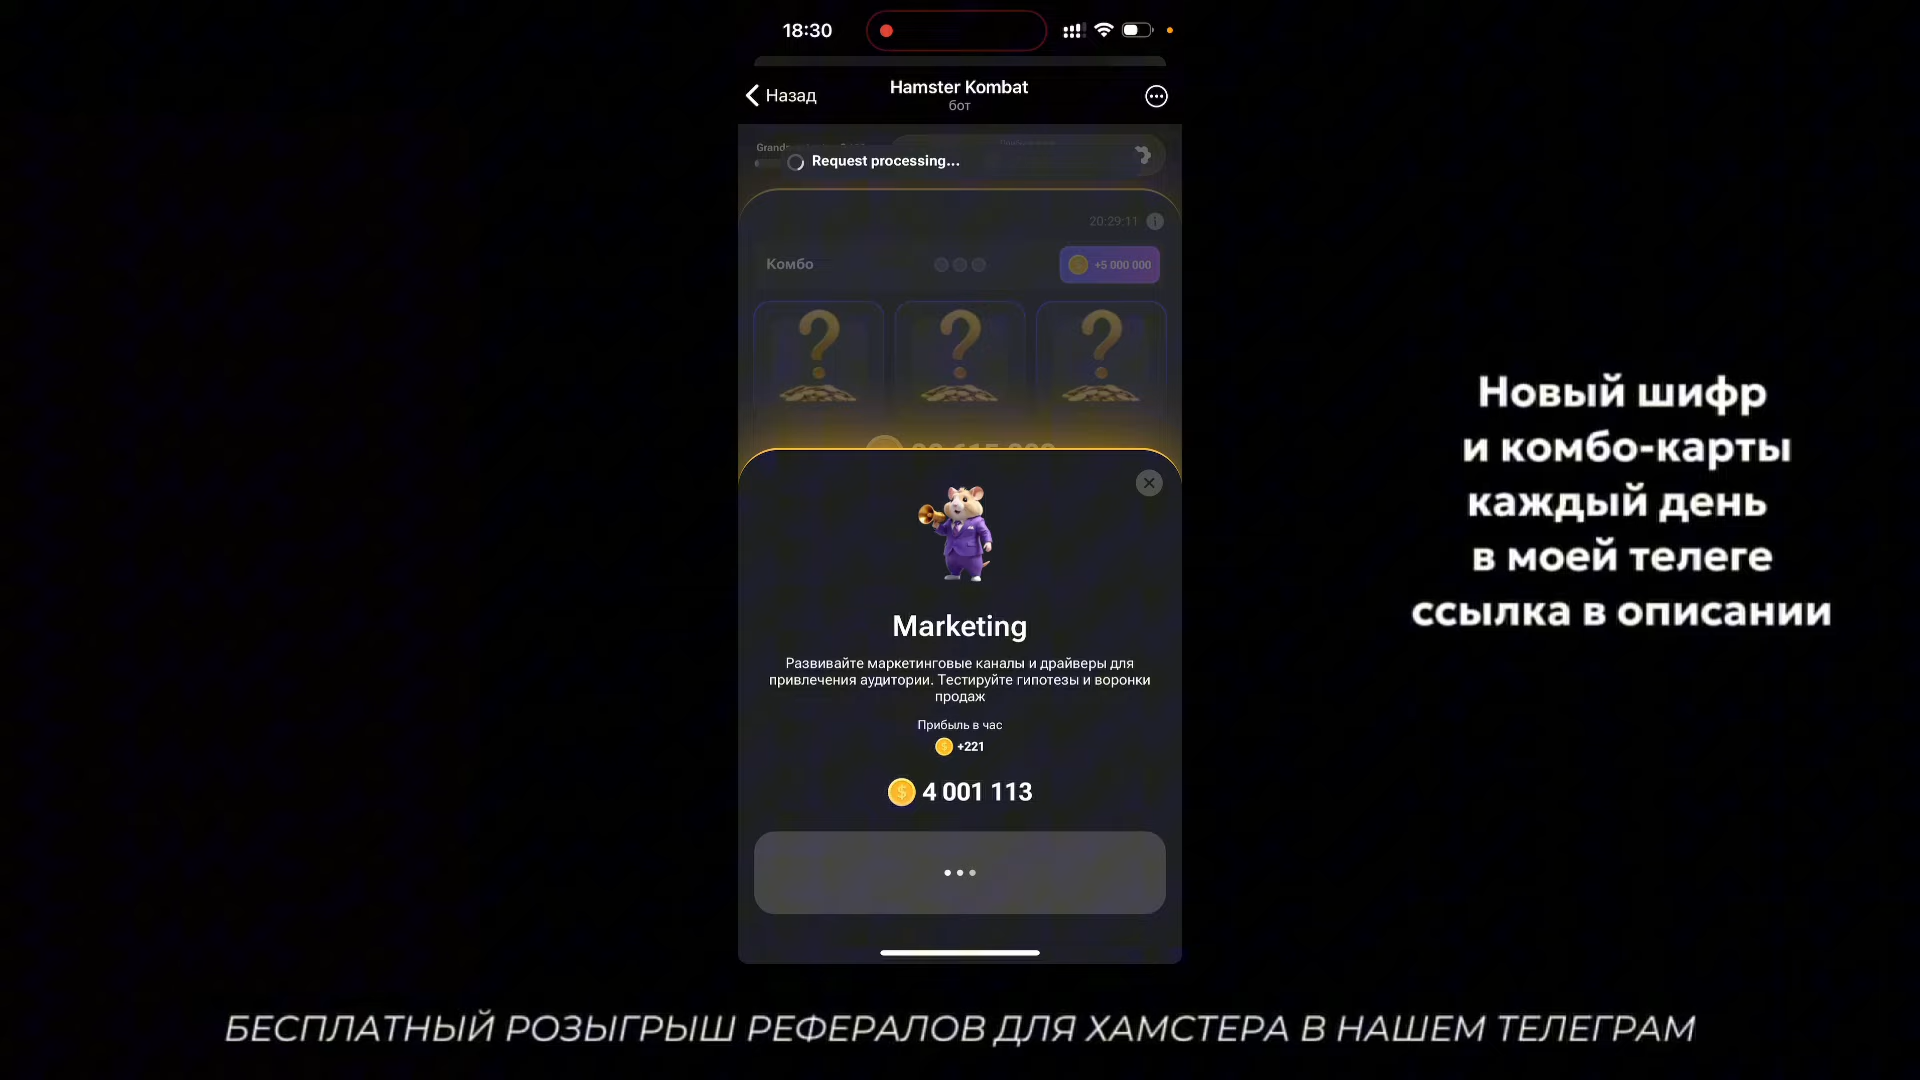 18:30
Назад
Hamster Kombat
бот
Request processing...
20:29:11
Комбо
+5 000 000
Marketing
Развивайте маркетинговые каналы и драйверы для
привлечения аудитории. Тестируйте гипотезы и воронки
продаж
Прибыль в час
+221
4 001 113
Новый шифр
и комбо-карты
каждый день
в моей телеге
ссылка в описании
БЕСПЛАТНЫЙ РОЗЫГРЫШ РЕФЕРАЛОВ ДЛЯ ХАМСТЕРА В НАШЕМ ТЕЛЕГРАМ